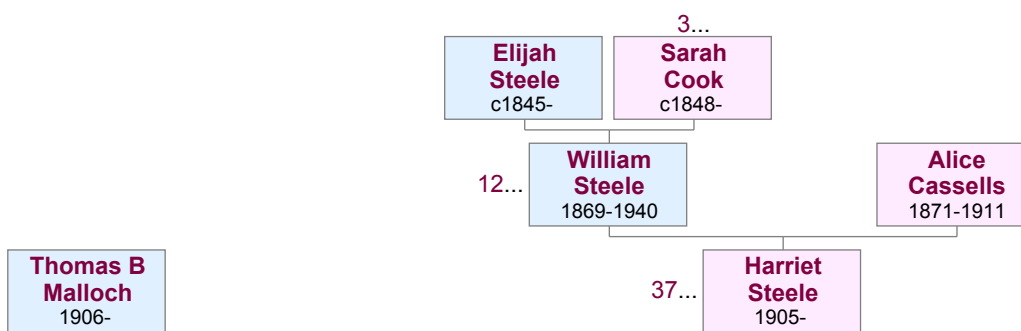 3...
Elijah
Steele
c1845-
Sarah
Cook
c1848-
12...
William
Steele
1869-1940
Alice
Cassells
1871-1911
Thomas B
Malloch
1906-
37...
Harriet
Steele
1905-